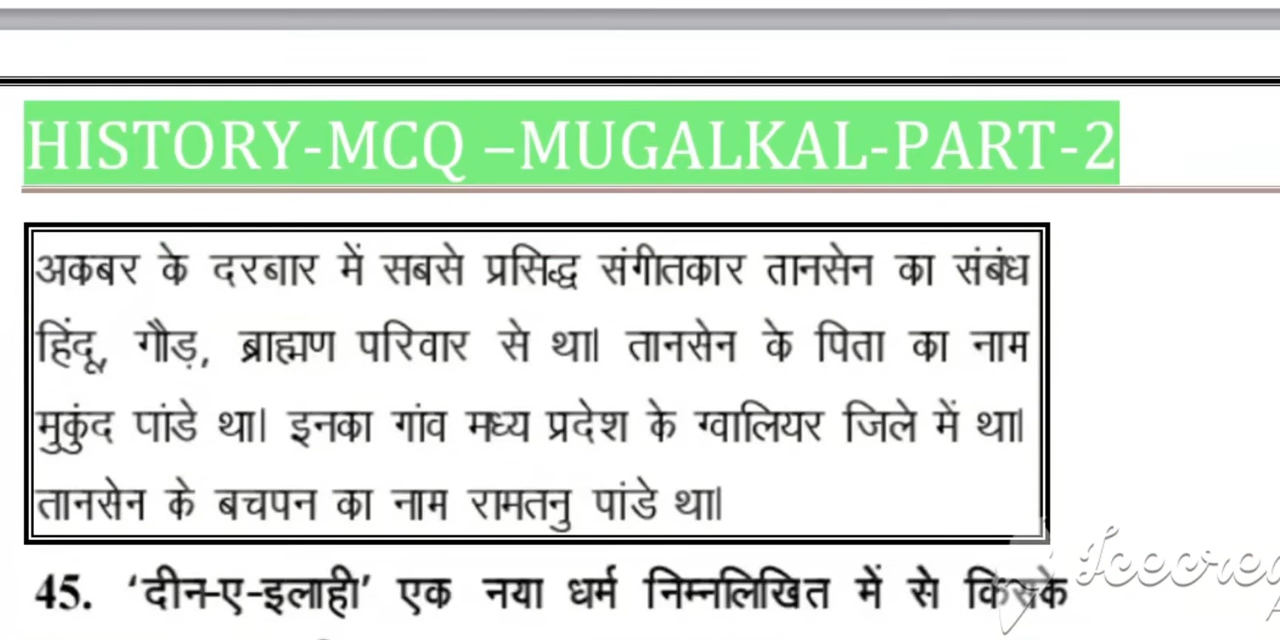 HISTORY-MCQ –MUGALKAL-PART-2
अकबर के दरबार में सबसे प्रसिद्ध संगीतकार तानसेन का संबंध
हिंदू, गौड़, ब्राह्मण परिवार से था। तानसेन के पिता का नाम
मुकुंद पांडे था। इनका गांव मध्य प्रदेश के ग्वालियर जिले में था।
तानसेन के बचपन का नाम रामतनु पांडे था।
45. ‘दीन-ए-इलाही’ एक नया धर्म निम्नलिखित में से किसके